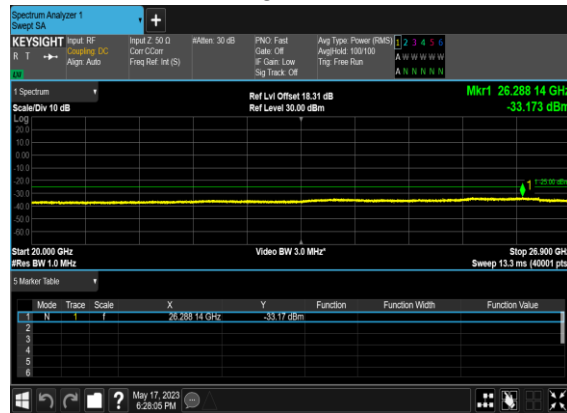 Spectrum Analyzer 1
Swept SA
+
KEYSIGHT Input: RF Input Z: 50 Ω #Atten: 30 dB PNO: Fast Avg Type: Power (RMS) 1 2 3 4 5 6
R T Coupling: DC Corr CCorr Gate: Off Avg|Hold: 100/100 A W W W W W
Align: Auto Freq Ref: Int (S) IF Gain: Low Trig: Free Run
Sig Track: Off A N N N N N
1 Spectrum Ref Lvl Offset 18.31 dB Mkr1 26.288 14 GHz
Scale/Div 10 dB Ref Level 30.00 dBm -33.173 dBm
Log
20.0
10.0
0.00
-10.0
-20.0
-30.0
-40.0
-50.0
-60.0
1
-25.00 dBm
Start 20.000 GHz Video BW 3.0 MHz* Stop 26.900 GHz
#Res BW 1.0 MHz Sweep 13.3 ms (40001 pts
5 Marker Table
Mode Trace Scale X Y Function Function Width Function Value
1 N 1 f 26.288 14 GHz -33.17 dBm
2
3
4
5
6
? May 17, 2023
6:28:05 PM